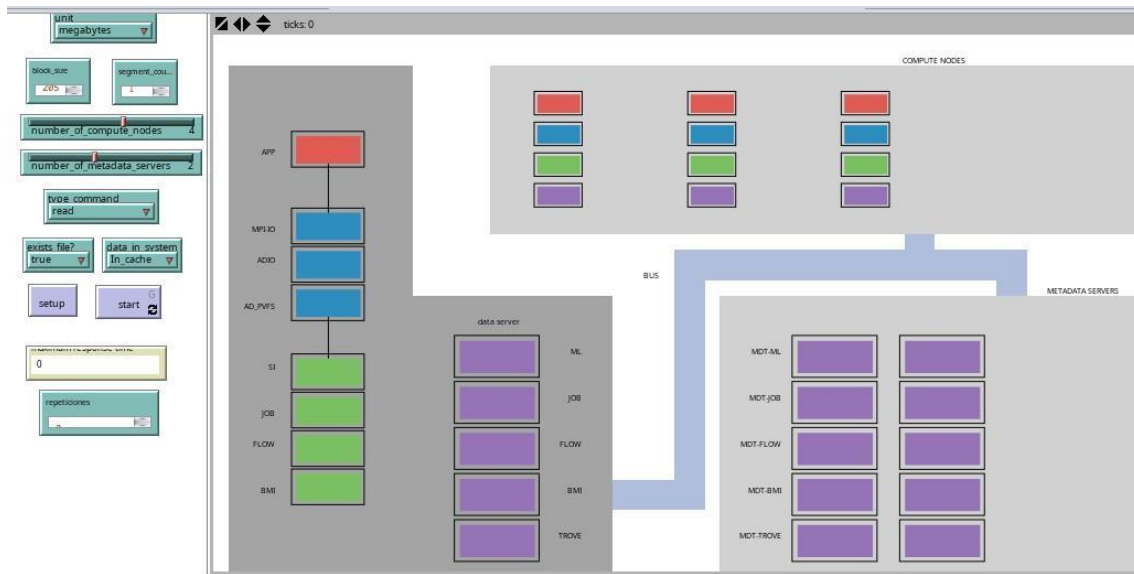 unit
megabytes
ticks: 0
block_size
segment_cou...
1
number_of_compute_nodes 4
number_of_metadata_servers 2
type_command
read
exists_file? data_in_system
true In_cache
setup
start
G
0
repeticiones
COMPUTE NODES
APP
MPI-IO
ADIO
AD_PVFS
SI
JOB
FLOW
BMI
data server
ML
JOB
FLOW
BMI
TROVE
BUS
METADATA SERVERS
MDT-ML
MDT-JOB
MDT-FLOW
MDT-BMI
MDT-TROVE